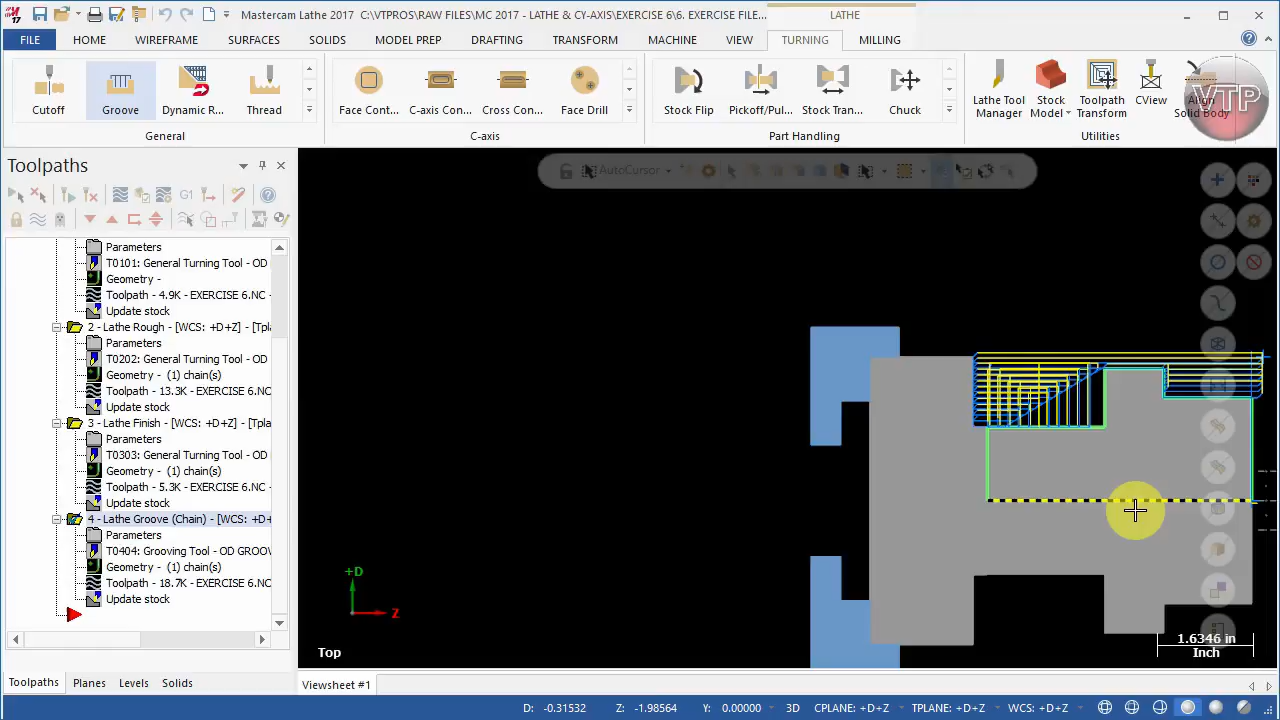 Mastercam Lathe 2017 C:\VTPROS\RAW FILES\MC 2017 - LATHE & CY-AXIS\EXERCISE 6\6. EXERCISE FILE... LATHE
FILE HOME WIREFRAME SURFACES SOLIDS MODEL PREP DRAFTING TRANSFORM MACHINE VIEW TURNING MILLING
Cutoff Groove Dynamic R... Thread Face Cont... C-axis Con... Cross Con... Face Drill Stock Flip Pickoff/Pul... Stock Tran... Chuck Lathe Tool Manager Stock Model Toolpath Transform CView Align Solid Body
VTP
General C-axis Part Handling Utilities
Toolpaths
AutoCursor
G1
Parameters
T0101: General Turning Tool - OD
Geometry -
Toolpath - 4.9K - EXERCISE 6.NC -
Update stock
2 - Lathe Rough - [WCS: +D+Z] - [Tpla
Parameters
T0202: General Turning Tool - OD
Geometry - (1) chain(s)
Toolpath - 13.3K - EXERCISE 6.NC
Update stock
3 - Lathe Finish - [WCS: +D+Z] - [Tpla
Parameters
T0303: General Turning Tool - OD
Geometry - (1) chain(s)
Toolpath - 5.3K - EXERCISE 6.NC -
Update stock
4 - Lathe Groove (Chain) - [WCS: +D+
Parameters
T0404: Grooving Tool - OD GROOV
Geometry - (1) chain(s)
Toolpath - 18.7K - EXERCISE 6.NC
Update stock
+D
Z
Top
1.6346 in
Inch
Toolpaths Planes Levels Solids
Viewsheet #1
D: -0.31532 Z: -1.98564 Y: 0.00000 3D CPLANE: +D+Z TPLANE: +D+Z WCS: +D+Z